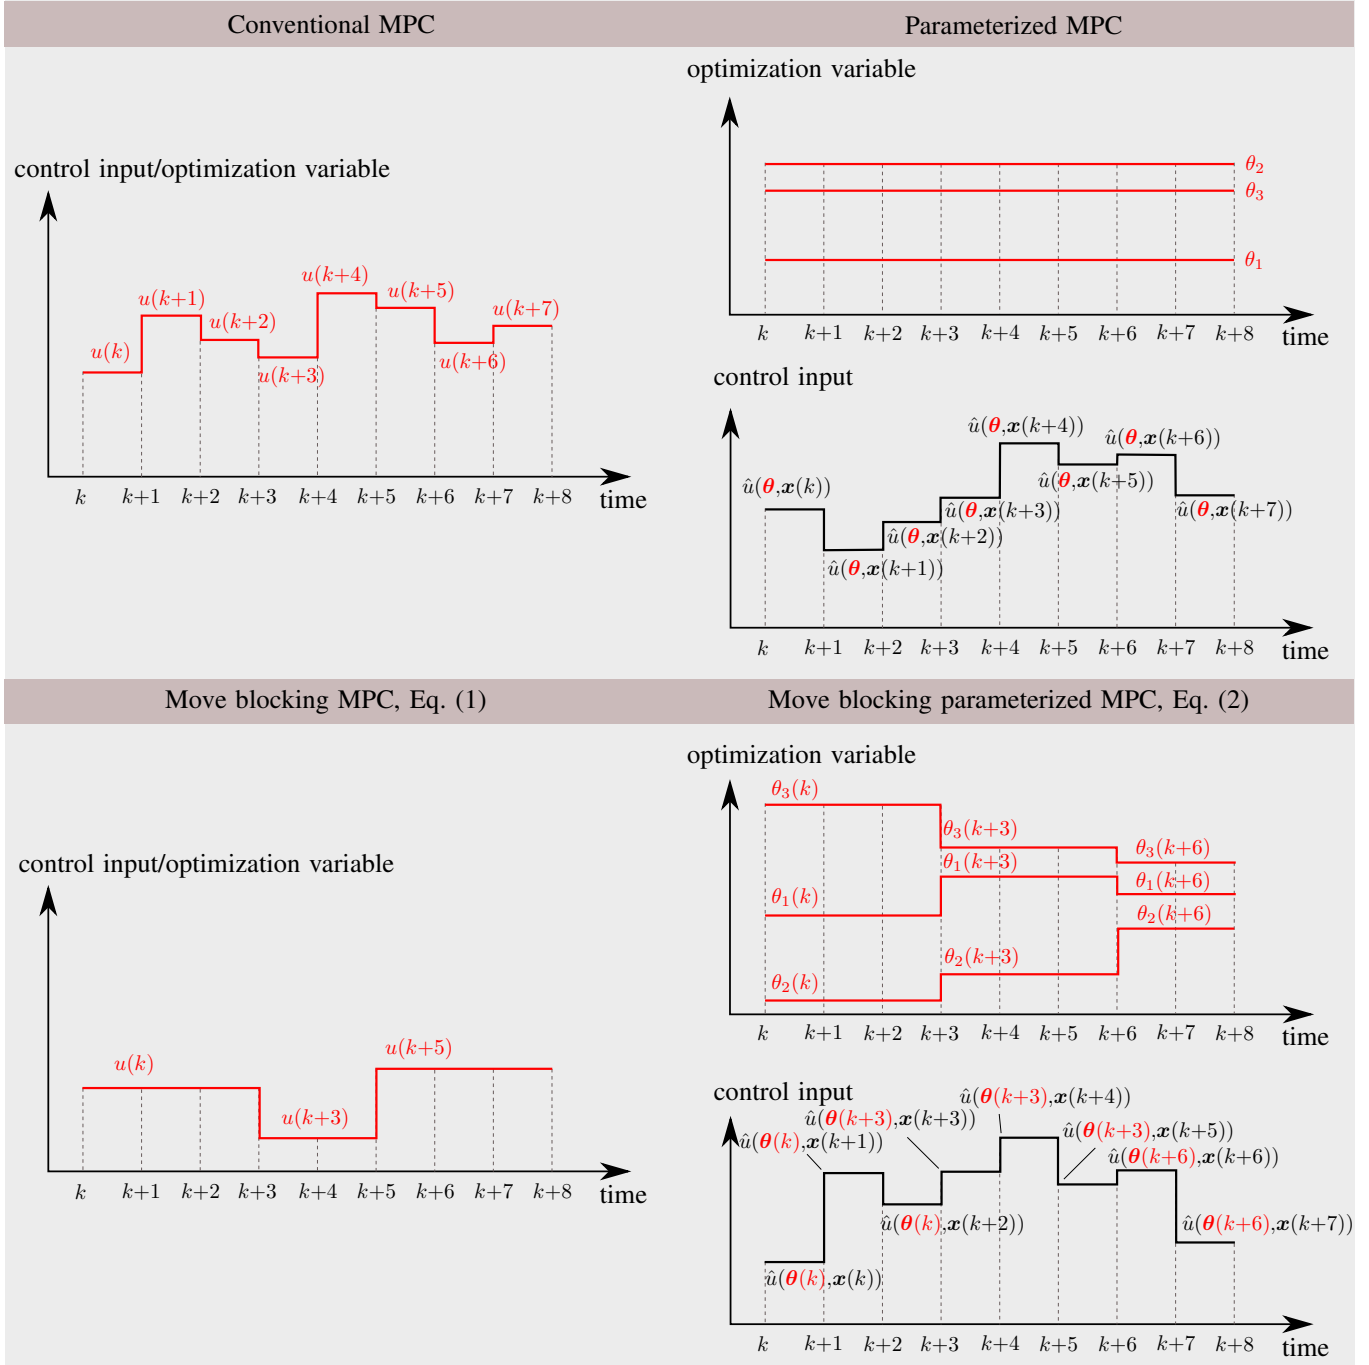 Conventional MPC
control input/optimization variable
u(k)
u(k+1)
u(k+2)
u(k+3)
u(k+4)
u(k+5)
u(k+6)
u(k+7)
k k+1 k+2 k+3 k+4 k+5 k+6 k+7 k+8 time
Parameterized MPC
optimization variable
θ₂
θ₃
θ₁
k k+1 k+2 k+3 k+4 k+5 k+6 k+7 k+8 time
control input
û(θ,x(k))
û(θ,x(k+1))
û(θ,x(k+2))
û(θ,x(k+3))
û(θ,x(k+4))
û(θ,x(k+5))
û(θ,x(k+6))
û(θ,x(k+7))
k k+1 k+2 k+3 k+4 k+5 k+6 k+7 k+8 time
Move blocking MPC, Eq. (1)
control input/optimization variable
u(k)
u(k+3)
u(k+5)
k k+1 k+2 k+3 k+4 k+5 k+6 k+7 k+8 time
Move blocking parameterized MPC, Eq. (2)
optimization variable
θ₃(k)
θ₃(k+3)
θ₃(k+6)
θ₁(k)
θ₁(k+3)
θ₁(k+6)
θ₂(k)
θ₂(k+3)
θ₂(k+6)
k k+1 k+2 k+3 k+4 k+5 k+6 k+7 k+8 time
control input
û(θ(k),x(k))
û(θ(k),x(k+1))
û(θ(k),x(k+2))
û(θ(k+3),x(k+3))
û(θ(k+3),x(k+4))
û(θ(k+3),x(k+5))
û(θ(k+6),x(k+6))
û(θ(k+6),x(k+7))
k k+1 k+2 k+3 k+4 k+5 k+6 k+7 k+8 time